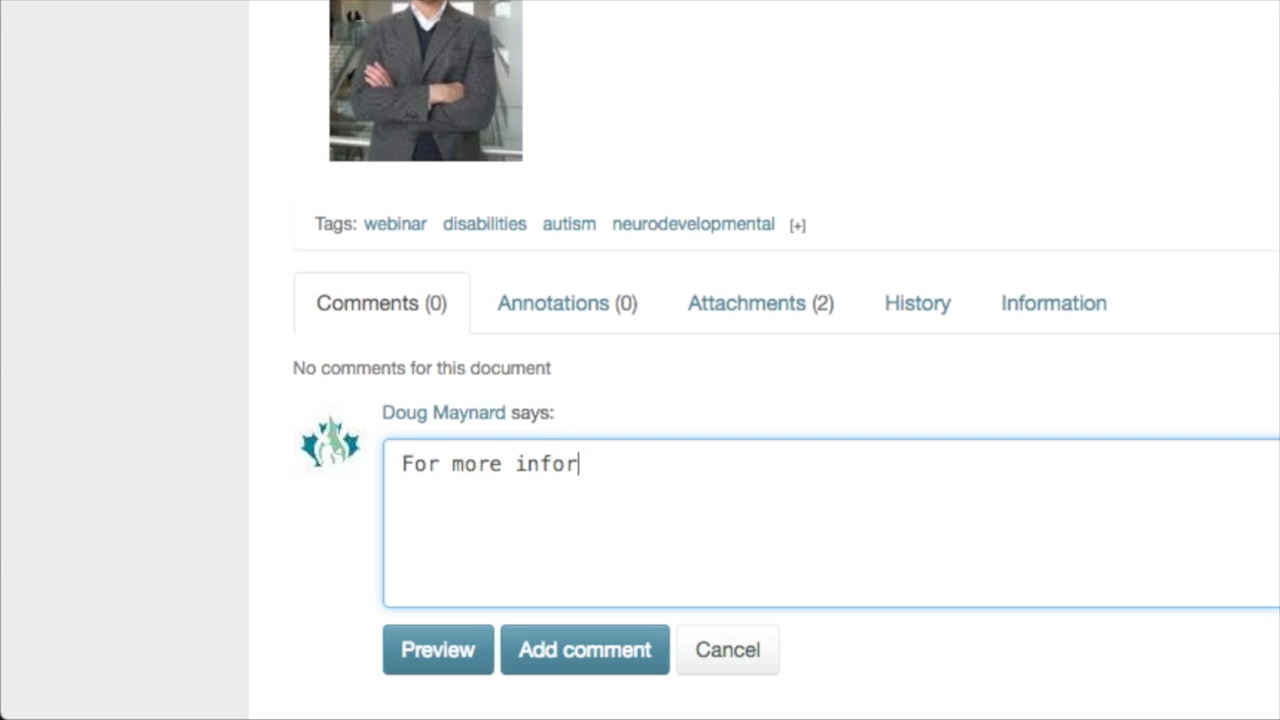 Tags: webinar disabilities autism neurodevelopmental [+]
Comments (0) Annotations (0) Attachments (2) History Information
No comments for this document
Doug Maynard says:
For more infor
Preview Add comment Cancel